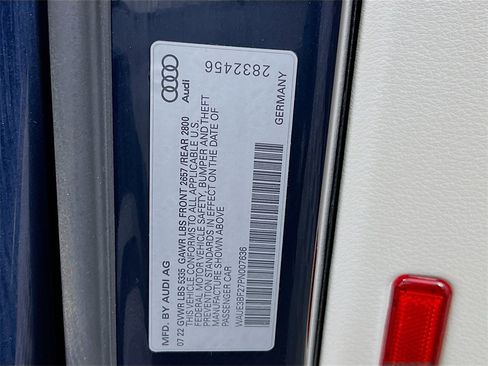 Audi
2832456
GERMANY
MFD. BY AUDI AG
07 22 GVWR LBS 5335 GAWR LBS FRONT 2657 /REAR 2800
THIS VEHICLE CONFORMS TO ALL APPLICABLE U.S.
FEDERAL MOTOR VEHICLE SAFETY, BUMPER AND THEFT
PREVENTION STANDARDS IN EFFECT ON THE DATE OF
MANUFACTURE SHOWN ABOVE
PASSENGER CAR
WAUE3BF27PN007636